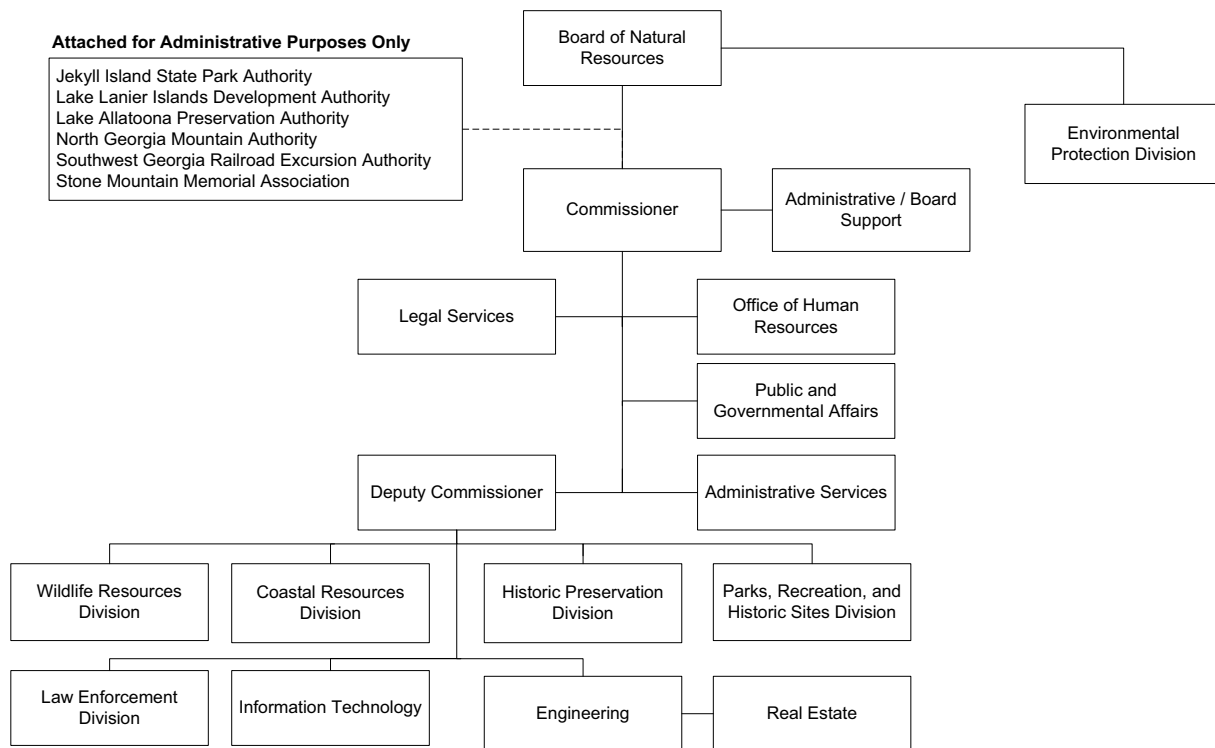 Attached for Administrative Purposes Only
Jekyll Island State Park Authority
Lake Lanier Islands Development Authority
Lake Allatoona Preservation Authority
North Georgia Mountain Authority
Southwest Georgia Railroad Excursion Authority
Stone Mountain Memorial Association
Board of Natural
Resources
Environmental
Protection Division
Commissioner
Administrative / Board
Support
Legal Services
Office of Human
Resources
Public and
Governmental Affairs
Deputy Commissioner
Administrative Services
Wildlife Resources
Division
Coastal Resources
Division
Historic Preservation
Division
Parks, Recreation, and
Historic Sites Division
Law Enforcement
Division
Information Technology
Engineering
Real Estate